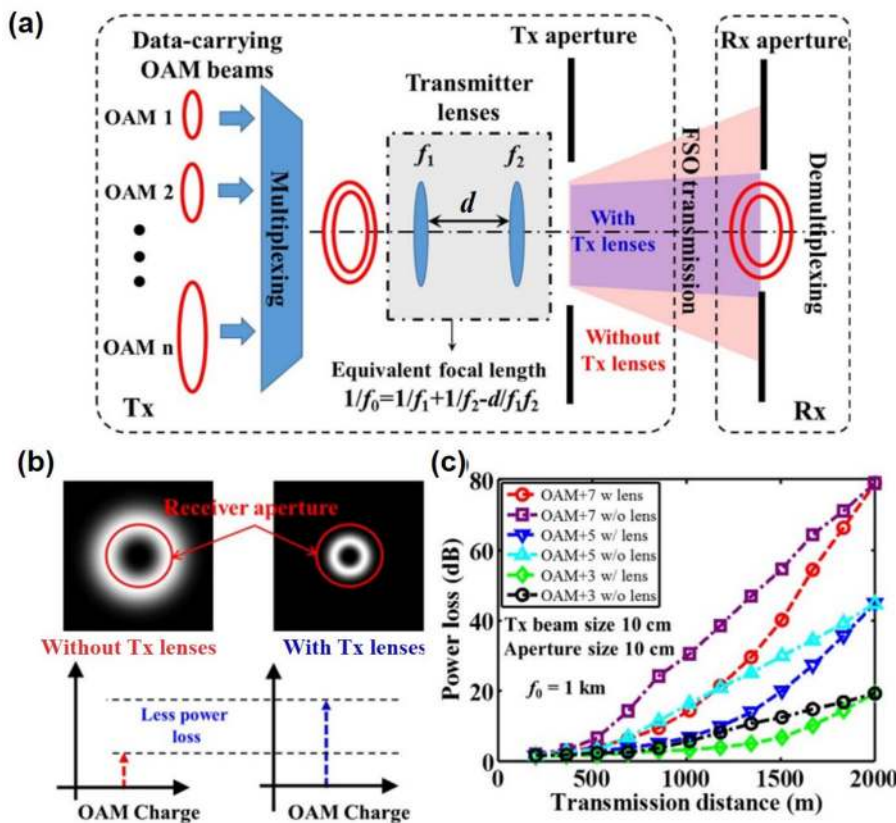 (a)
Data-carrying
OAM beams
OAM 1
OAM 2
OAM n
Tx
Multiplexing
Transmitter
lenses
f1
f2
d
Equivalent focal length
1/f0=1/f1+1/f2-d/f1f2
Tx aperture
With
Tx lenses
Without
Tx lenses
FSO transmission
Rx aperture
Demultiplexing
Rx
(b)
Receiver aperture
Without Tx lenses
With Tx lenses
Less power
loss
OAM Charge
OAM Charge
(c)
80
60
40
20
0
Power loss (dB)
OAM+7 w lens
OAM+7 w/o lens
OAM+5 w/ lens
OAM+5 w/o lens
OAM+3 w/ lens
OAM+3 w/o lens
Tx beam size 10 cm
Aperture size 10 cm
f0 = 1 km
0 500 1000 1500 2000
Transmission distance (m)